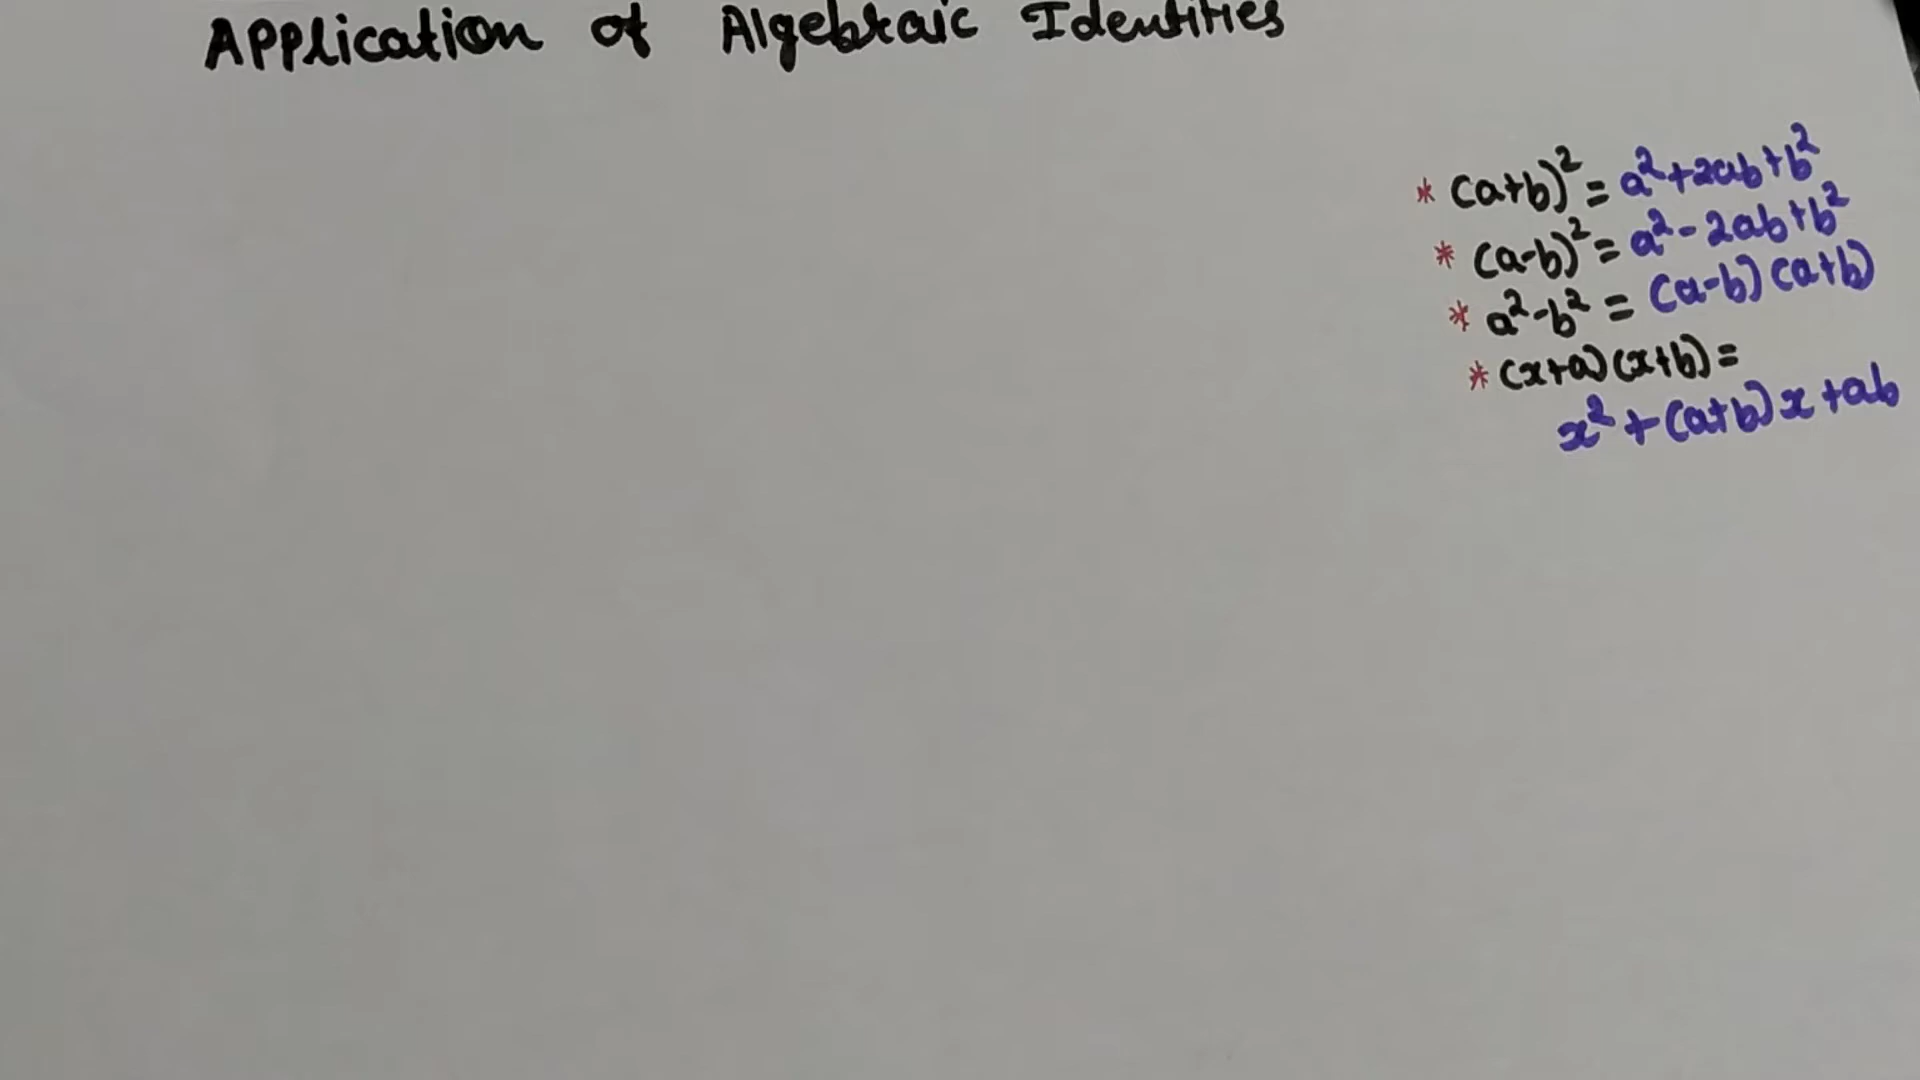 Application of Algebraic Identities
* (a+b)² = a²+2ab+b²
* (a-b)² = a²-2ab+b²
* a²-b² = (a-b)(a+b)
* (x+a)(x+b) =
x²+(a+b)x+ab